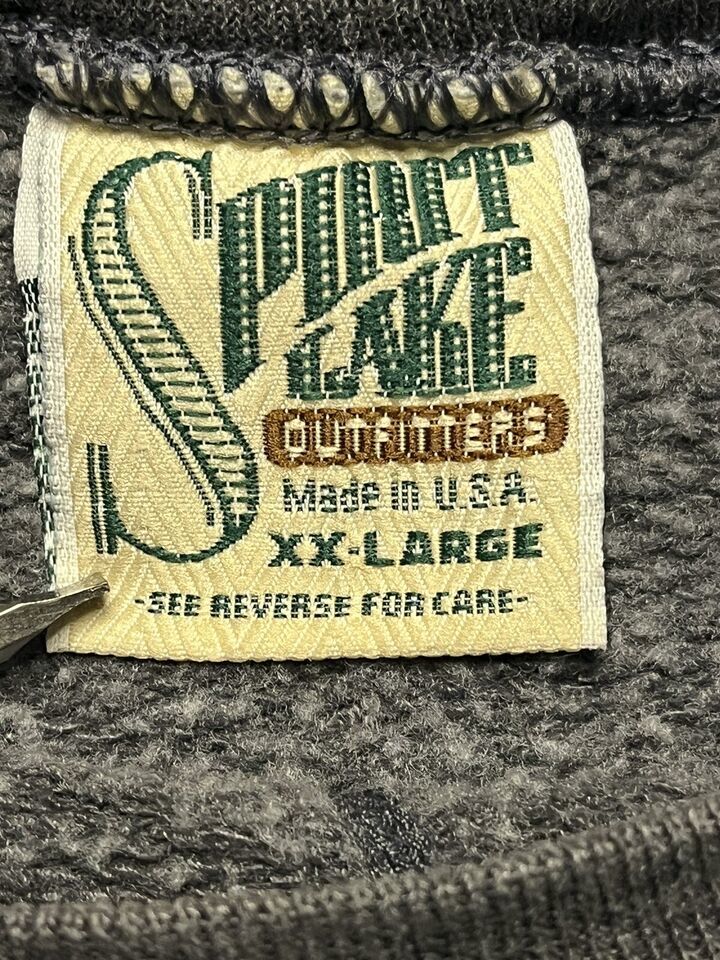 SPIRIT
LAKE
OUTFITTERS
Made in U.S.A.
XX-LARGE
-SEE REVERSE FOR CARE-